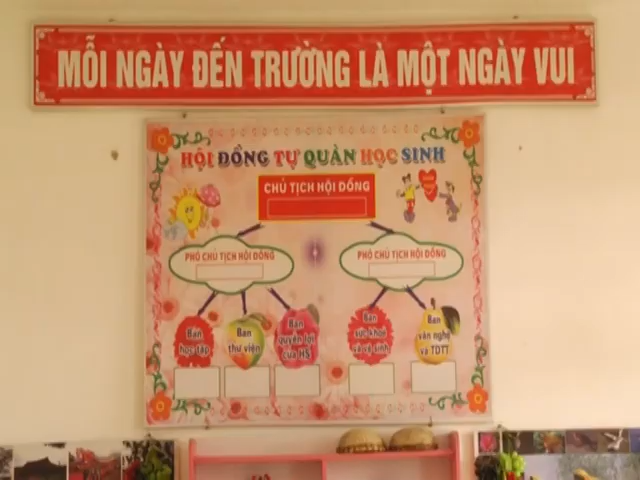 MỖI NGÀY ĐẾN TRƯỜNG LÀ MỘT NGÀY VUI
HỘI ĐỒNG TỰ QUẢN HỌC SINH
CHỦ TỊCH HỘI ĐỒNG
PHÓ CHỦ TỊCH HỘI ĐỒNG
PHÓ CHỦ TỊCH HỘI ĐỒNG
Ban
học tập
Ban
thư viện
Ban
quyền lợi
của HS
Ban
sức khoẻ
và vệ sinh
Ban
văn nghệ
và TDTT